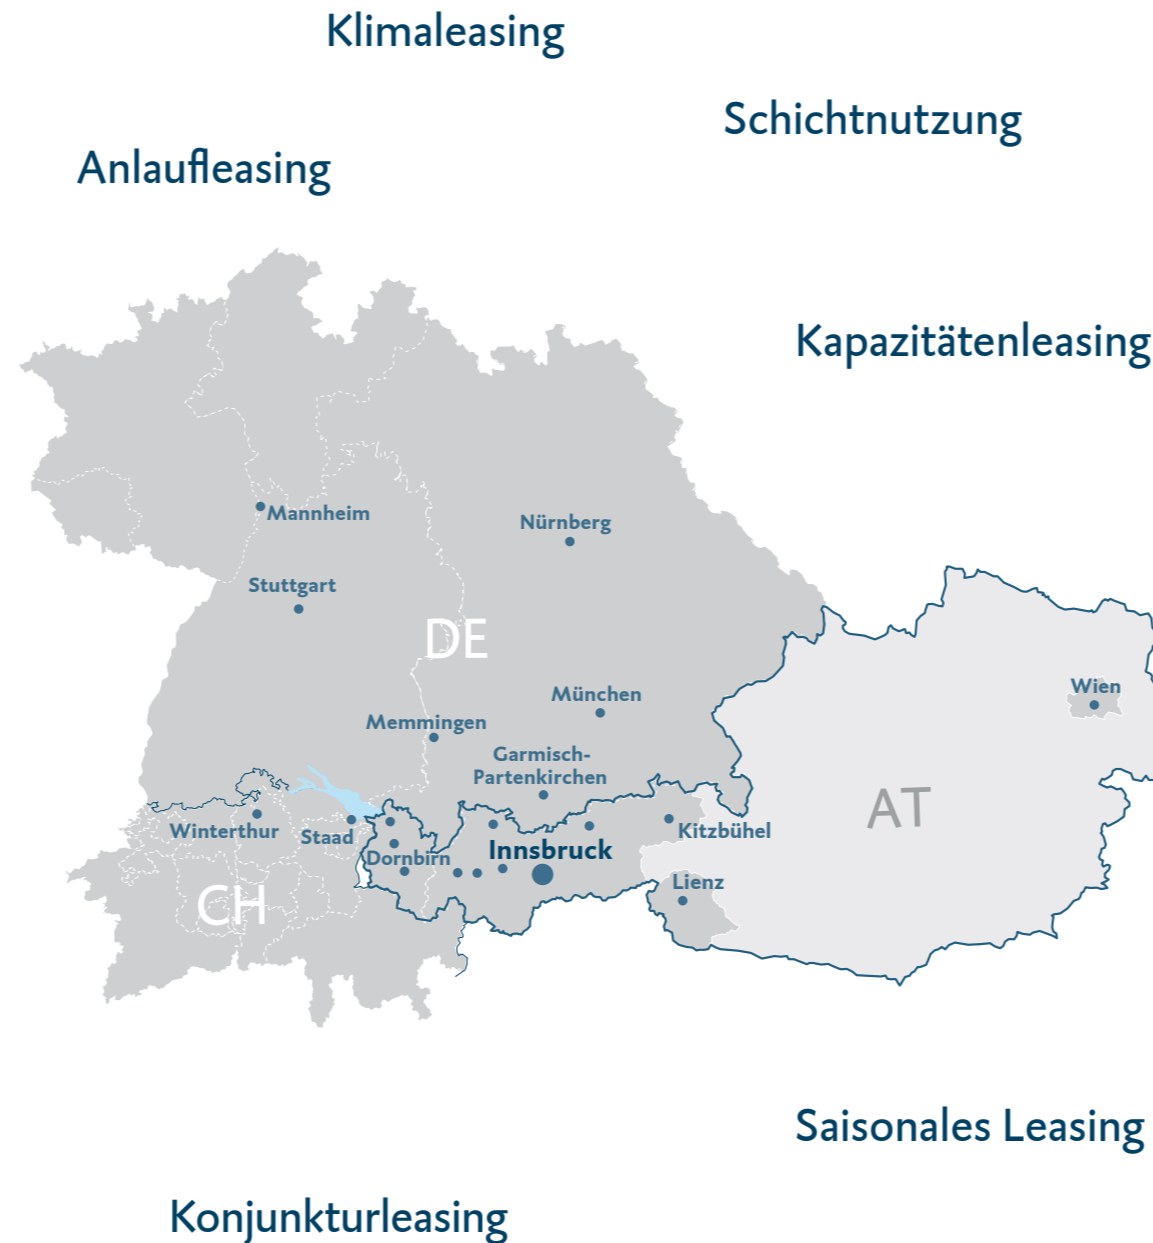 Klimaleasing
Schichtnutzung
Anlaufleasing
Kapazitätenleasing
Mannheim
Nürnberg
Stuttgart
DE
München
Wien
Memmingen
Garmisch-
Partenkirchen
AT
Winterthur
Staad
Kitzbühel
Dornbirn
Innsbruck
Lienz
CH
Saisonales Leasing
Konjunkturleasing